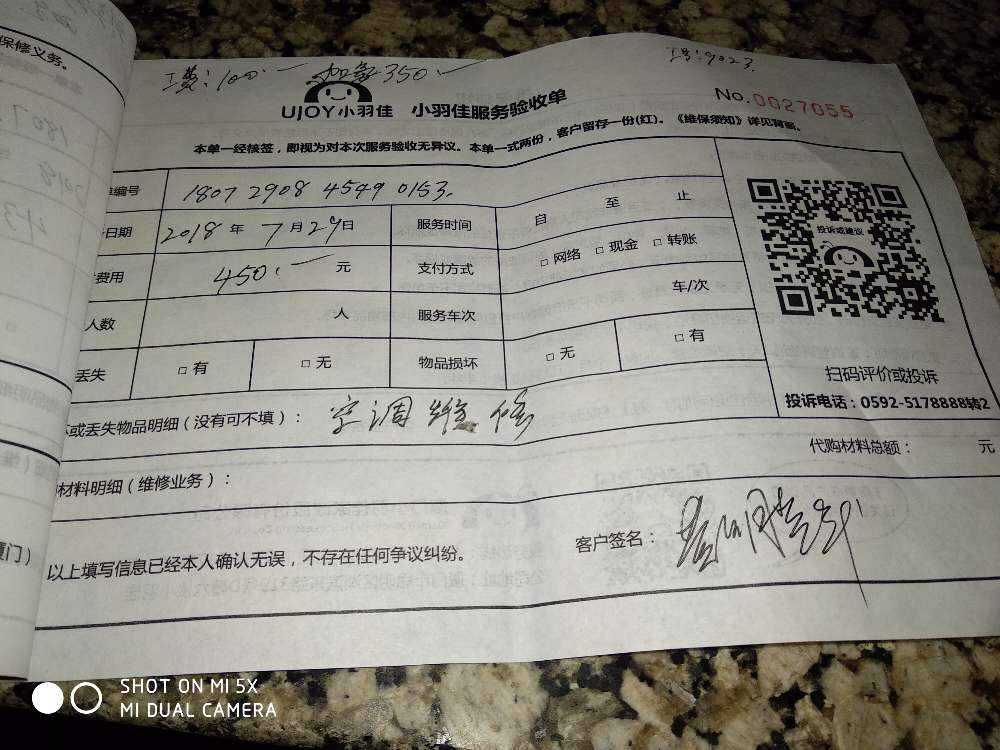 保修义务。
工费：100.— 加氟350.— 工号：9023.
UJOY小羽佳 小羽佳服务验收单 No.0027055
本单一经核签，即视为对本次服务验收无异议。本单一式两份，客户留存一份(红)。《维保须知》详见背面。
单编号 1807 2908 4549 0153.
日期 2018年7月29日 服务时间 自 至 止
费用 450.— 元 支付方式 □ 网络 □ 现金 □ 转账
人数 人 服务车次 车/次
丢失 □ 有 □ 无 物品损坏 □ 无 □ 有
投诉或建议
扫码评价或投诉
投诉电话：0592-5178888转2
坏或丢失物品明细（没有可不填）： 空调维修
代购材料总额： 元
材料明细（维修业务）：
以上填写信息已经本人确认无误，不存在任何争议纠纷。
客户签名：
SHOT ON MI 5X
MI DUAL CAMERA